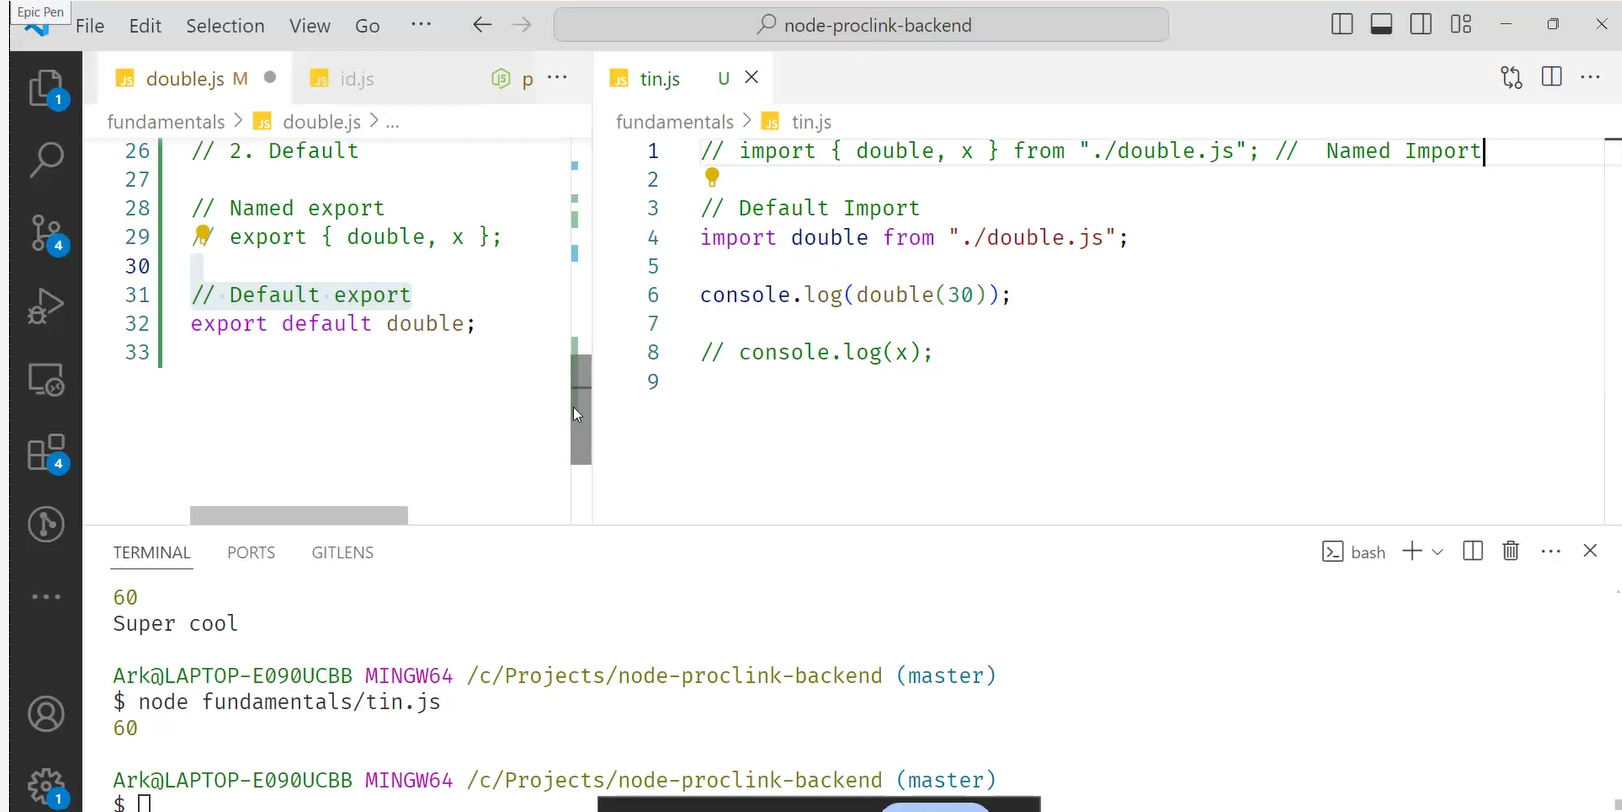 Epic Pen
File Edit Selection View Go ··· node-proclink-backend
double.js M id.js p ···
tin.js U
fundamentals > double.js > ...
fundamentals > tin.js
26 // 2. Default
27
28 // Named export
29 // export { double, x };
30
31 // Default export
32 export default double;
33
1 // import { double, x } from "./double.js"; //  Named Import
2
3 // Default Import
4 import double from "./double.js";
5
6 console.log(double(30));
7
8 // console.log(x);
9
1
4
4
1
TERMINAL PORTS GITLENS bash
60
Super cool
Ark@LAPTOP-E090UCBB MINGW64 /c/Projects/node-proclink-backend (master)
$ node fundamentals/tin.js
60
Ark@LAPTOP-E090UCBB MINGW64 /c/Projects/node-proclink-backend (master)
$